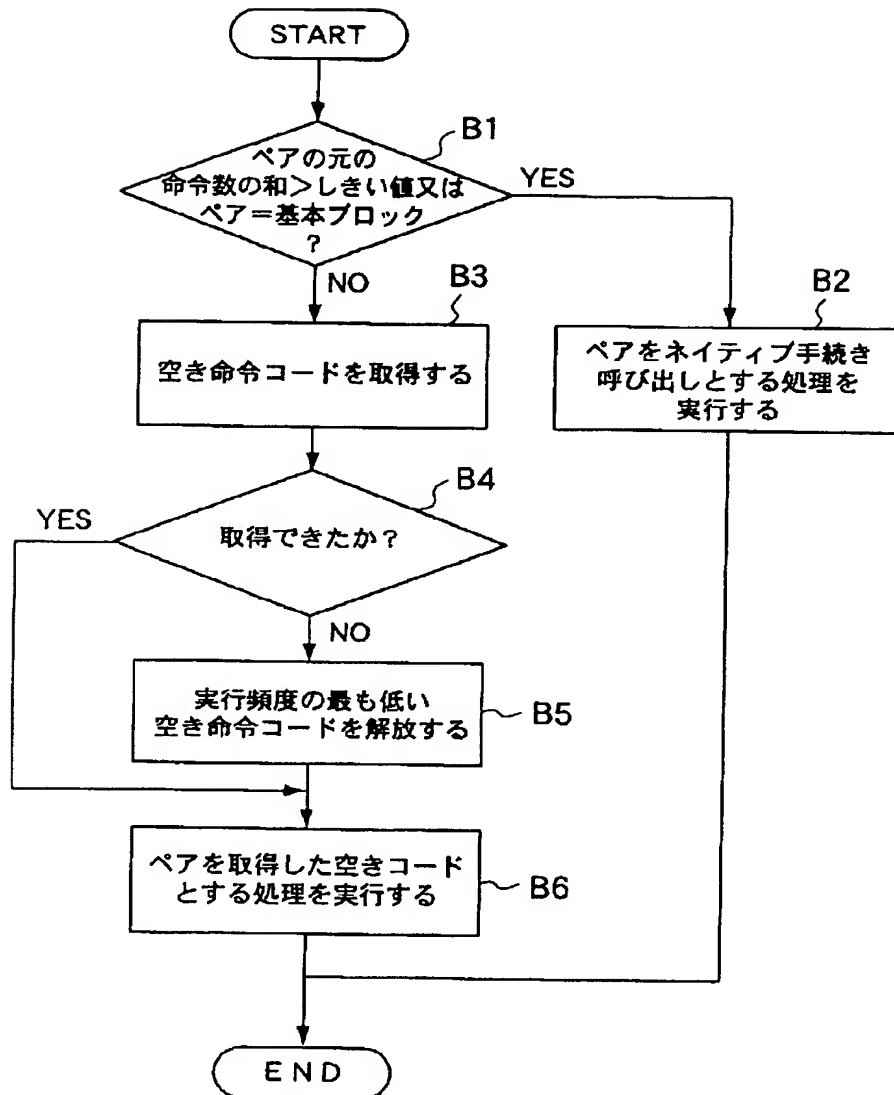 START
B1
ペアの元の
命令数の和＞しきい値又は
ペア＝基本ブロック
？
YES
NO
B3
B2
空き命令コードを取得する
ペアをネイティブ手続き
呼び出しとする処理を
実行する
B4
YES
取得できたか？
NO
実行頻度の最も低い
空き命令コードを解放する
B5
ペアを取得した空きコード
とする処理を実行する
B6
END